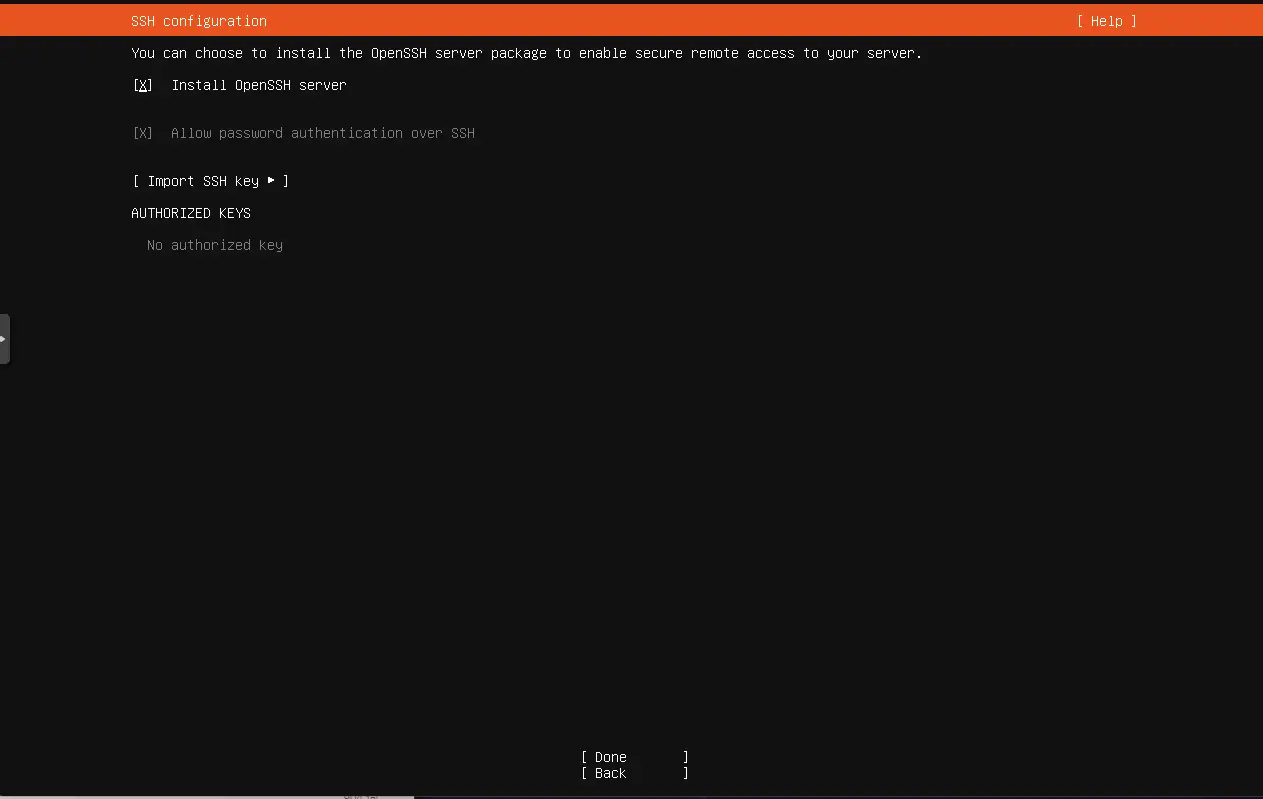 SSH configuration [ Help ]
You can choose to install the OpenSSH server package to enable secure remote access to your server.
[X] Install OpenSSH server
[X] Allow password authentication over SSH
[ Import SSH key ▸ ]
AUTHORIZED KEYS
No authorized key
[ Done ]
[ Back ]